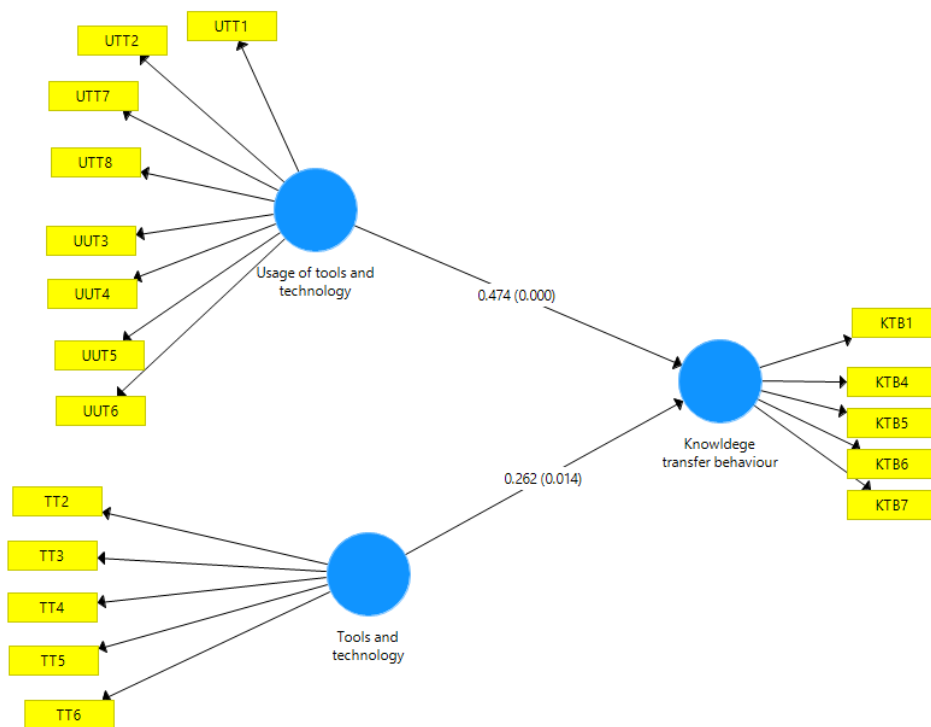 UTT1
UTT2
UTT7
UTT8
UUT3
UUT4
UUT5
UUT6
Usage of tools and
technology
0.474 (0.000)
KTB1
KTB4
KTB5
KTB6
KTB7
Knowldege
transfer behaviour
0.262 (0.014)
TT2
TT3
TT4
TT5
TT6
Tools and
technology